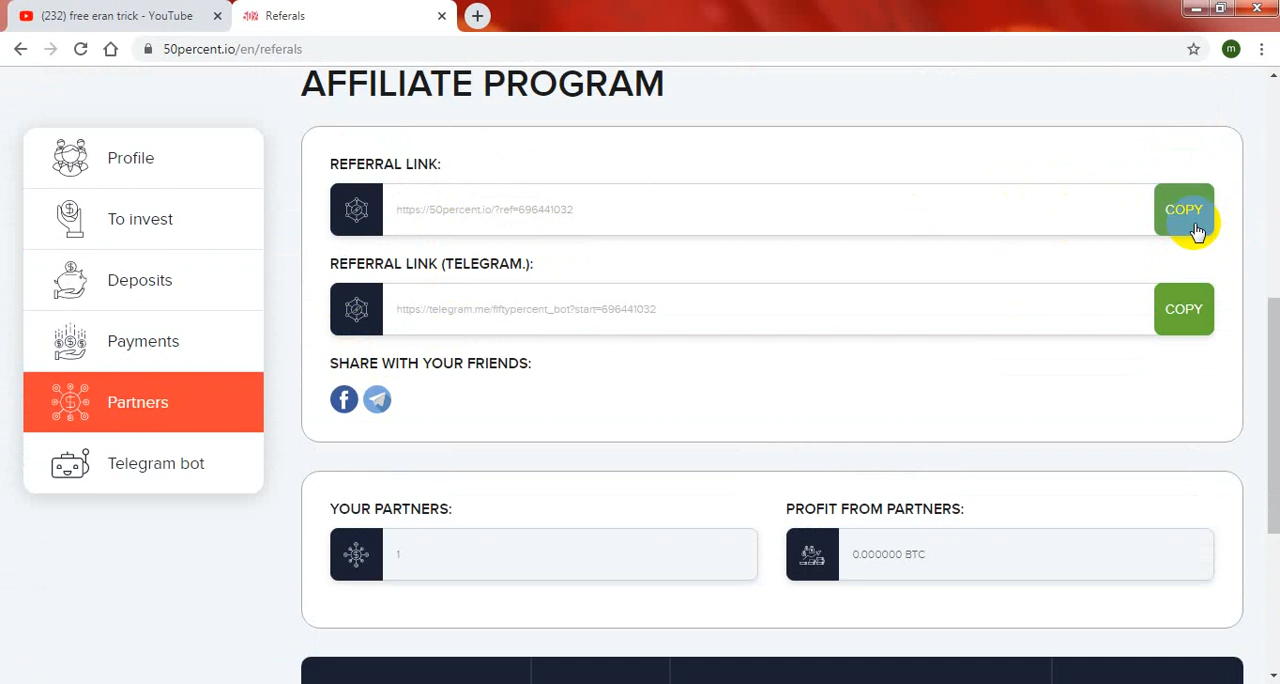 (232) free eran trick - YouTube
Referals
50percent.io/en/referals
m
AFFILIATE PROGRAM
Profile
To invest
Deposits
Payments
Partners
Telegram bot
REFERRAL LINK:
https://50percent.io/?ref=696441032
COPY
REFERRAL LINK (TELEGRAM.):
https://telegram.me/fiftypercent_bot?start=696441032
COPY
SHARE WITH YOUR FRIENDS:
YOUR PARTNERS:
1
PROFIT FROM PARTNERS:
0.000000 BTC